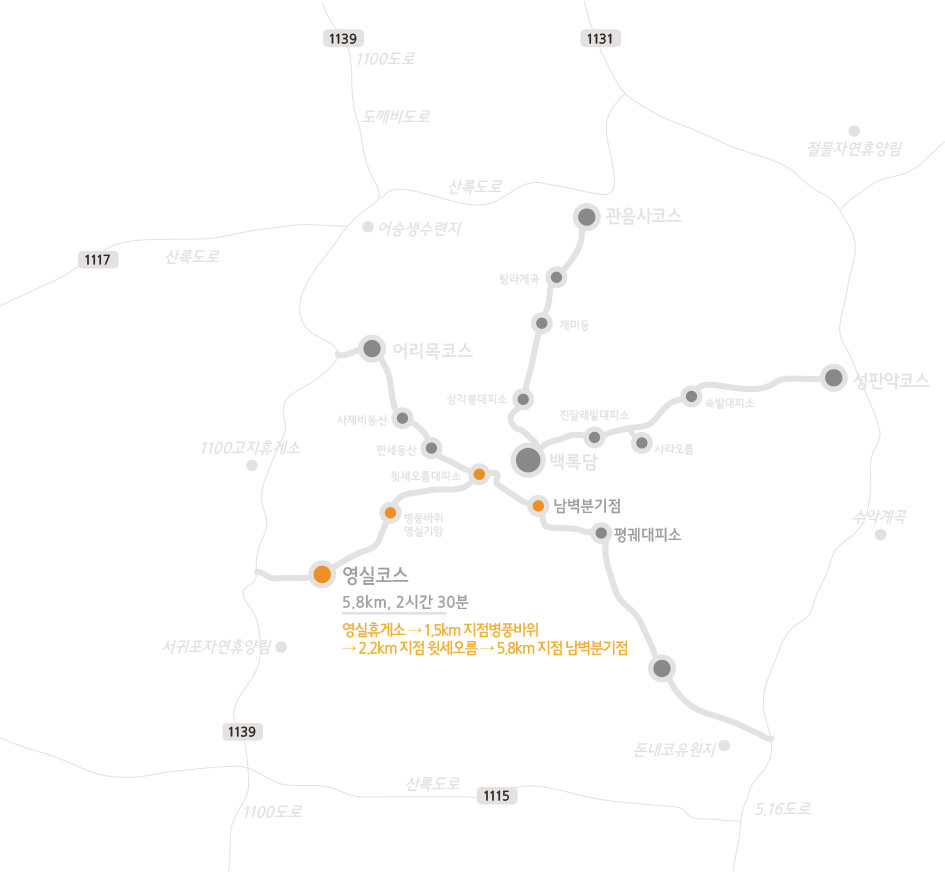 1139
1131
1100도로
도깨비도로
절물자연휴양림
산록도로
관음사코스
어승생수련지
산록도로
1117
탐라계곡
개미등
어리목코스
성판악코스
삼각봉대피소
속밭대피소
진달래밭대피소
사제비동산
1100고지휴게소
만세동산
사라오름
백록담
윗세오름대피소
남벽분기점
병풍바위
영실기암
수악계곡
평궤대피소
영실코스
5.8km, 2시간 30분
영실휴게소 → 1.5km 지점병풍바위
→ 2.2km 지점 윗세오름 → 5.8km 지점 남벽분기점
서귀포자연휴양림
1139
돈내코유원지
산록도로
1115
1100도로
5.16도로